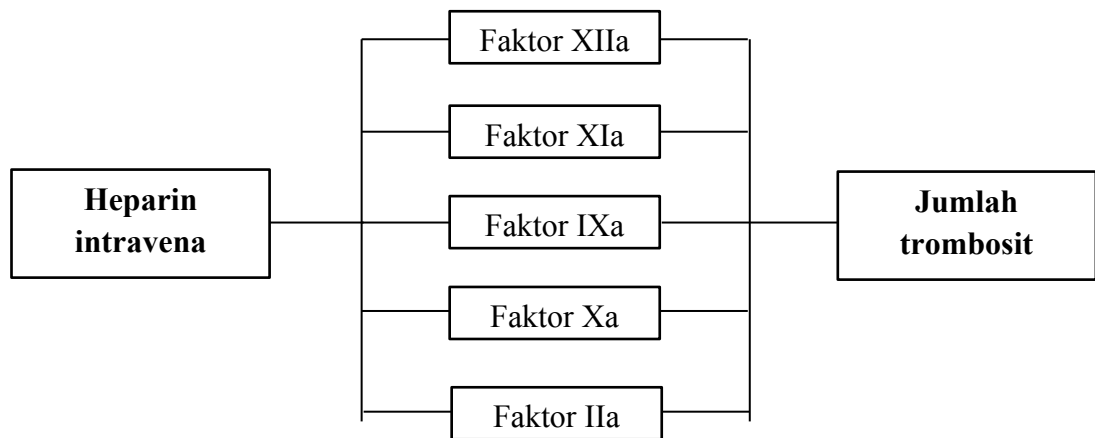 Faktor XIIa
Faktor XIa
Heparin
intravena
Faktor IXa
Jumlah
trombosit
Faktor Xa
Faktor IIa